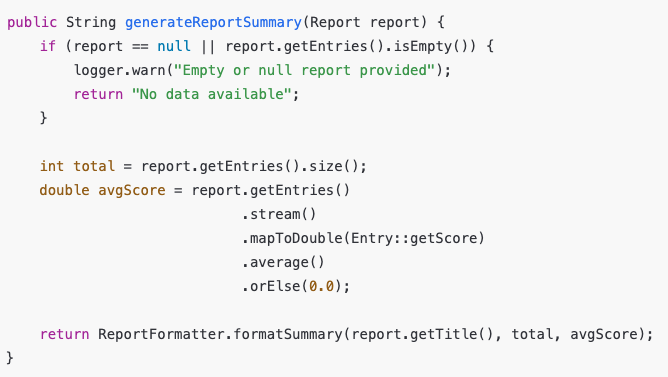 public String generateReportSummary(Report report) {
    if (report == null || report.getEntries().isEmpty()) {
        logger.warn("Empty or null report provided");
        return "No data available";
    }

    int total = report.getEntries().size();
    double avgScore = report.getEntries()
                            .stream()
                            .mapToDouble(Entry::getScore)
                            .average()
                            .orElse(0.0);

    return ReportFormatter.formatSummary(report.getTitle(), total, avgScore);
}